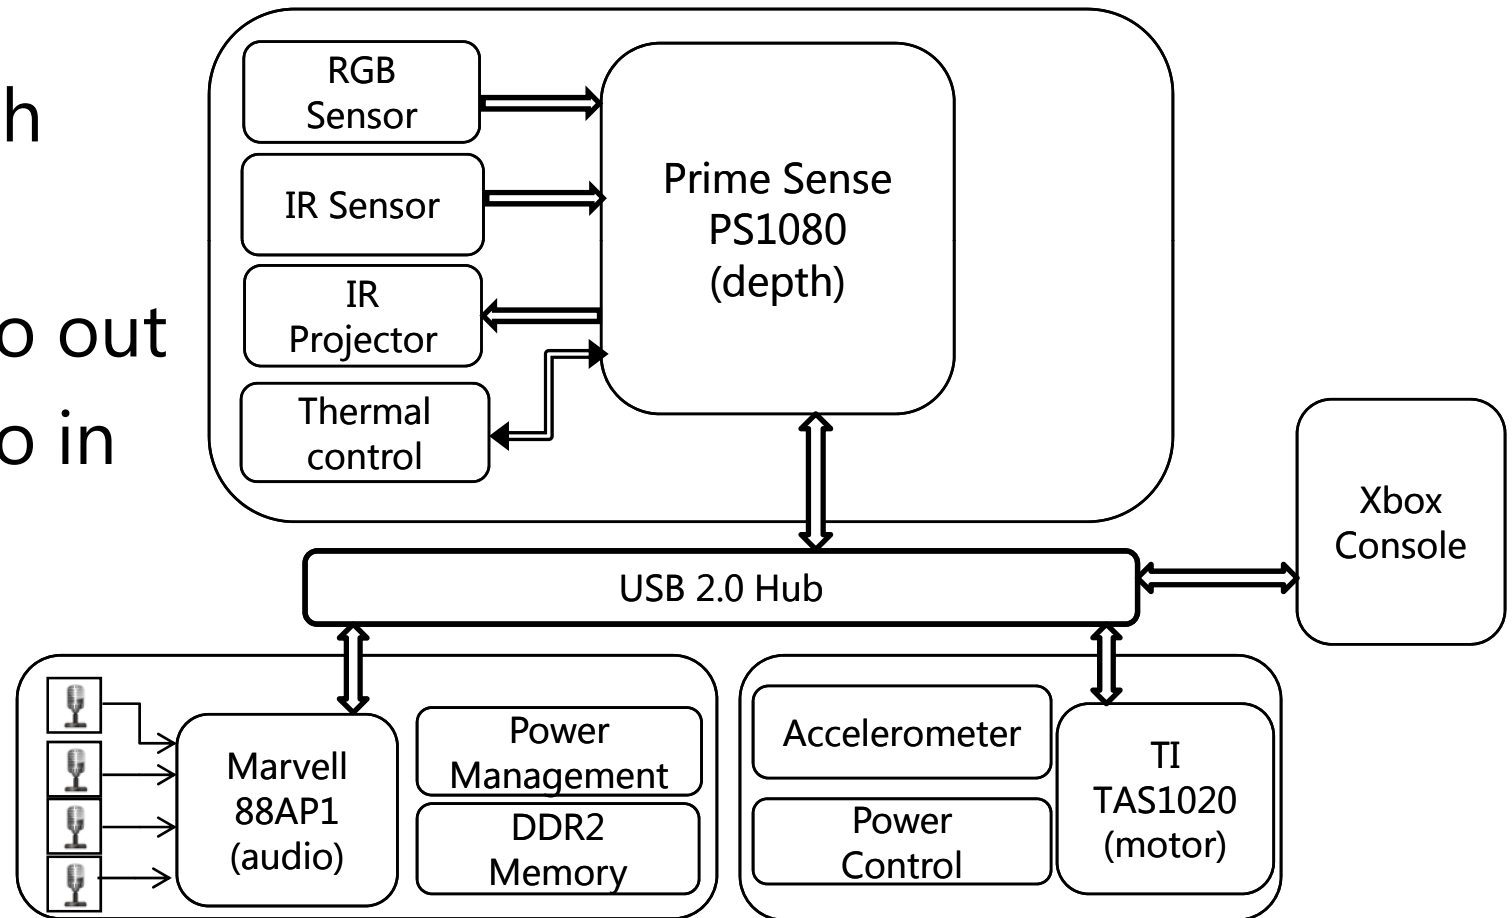 h
o out
o in
RGB
Sensor
IR Sensor
IR
Projector
Thermal
control
Prime Sense
PS1080
(depth)
Xbox
Console
USB 2.0 Hub
Marvell
88AP1
(audio)
Power
Management
DDR2
Memory
Accelerometer
Power
Control
TI
TAS1020
(motor)